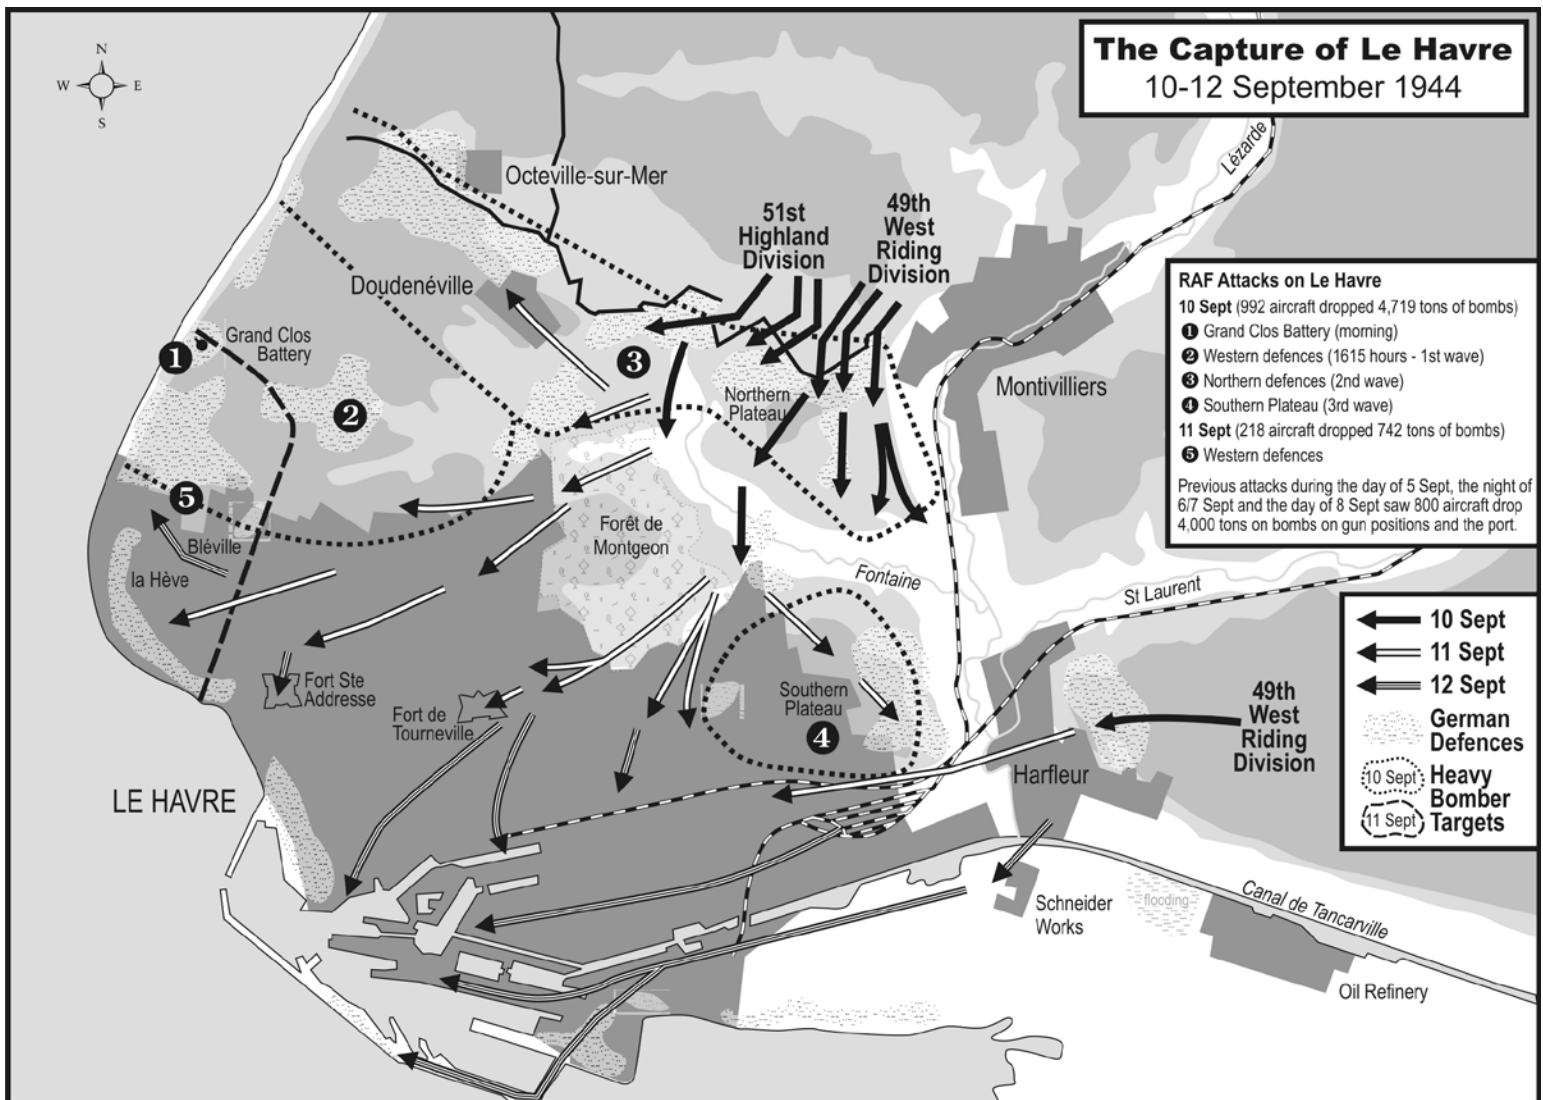 The Capture of Le Havre
10-12 September 1944
N
W
E
S
Lézarde
Octeville-sur-Mer
51st
Highland
Division
49th
West
Riding
Division
Doudenéville
Grand Clos
Battery
1
2
3
Northern
Plateau
Montivilliers
RAF Attacks on Le Havre
10 Sept (992 aircraft dropped 4,719 tons of bombs)
1 Grand Clos Battery (morning)
2 Western defences (1615 hours - 1st wave)
3 Northern defences (2nd wave)
4 Southern Plateau (3rd wave)
11 Sept (218 aircraft dropped 742 tons of bombs)
5 Western defences
Previous attacks during the day of 5 Sept, the night of
6/7 Sept and the day of 8 Sept saw 800 aircraft drop
4,000 tons on bombs on gun positions and the port.
5
Bléville
la Hève
Forêt de
Montgeon
Fontaine
St Laurent
Fort Ste
Addresse
Fort de
Tourneville
Southern
Plateau
4
49th
West
Riding
Division
Harfleur
LE HAVRE
10 Sept
11 Sept
12 Sept
German
Defences
10 Sept
11 Sept
Heavy
Bomber
Targets
Schneider
Works
flooding
Canal de Tancarville
Oil Refinery